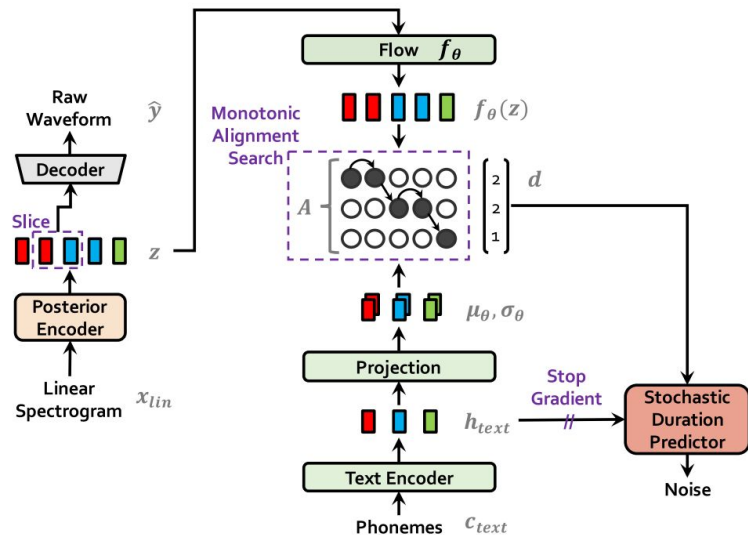 Flow f_θ
Raw
Waveform
ŷ
Monotonic
Alignment
Search
f_θ(z)
Decoder
A
2
2
1
d
Slice
z
Posterior
Encoder
μ_θ, σ_θ
Linear
Spectrogram
x_lin
Projection
Stop
Gradient
//
h_text
Stochastic
Duration
Predictor
Text Encoder
Noise
Phonemes
c_text